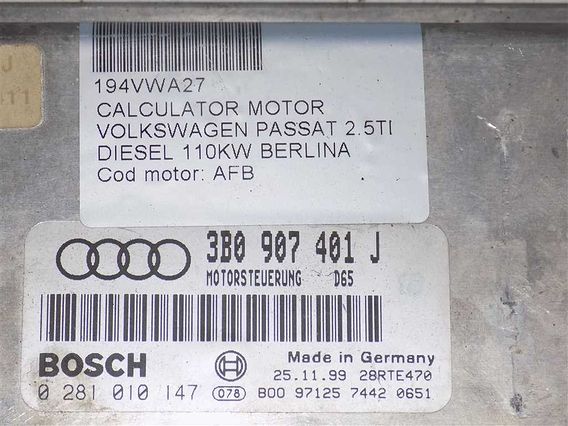 J
411
194VWA27
CALCULATOR MOTOR
VOLKSWAGEN PASSAT 2.5TI
DIESEL 110KW BERLINA
Cod motor: AFB
3B0 907 401 J
MOTORSTEUERUNG D65
BOSCH
Made in Germany
25.11.99 28RTE470
0 281 010 147 078 B00 97125 7442 0651